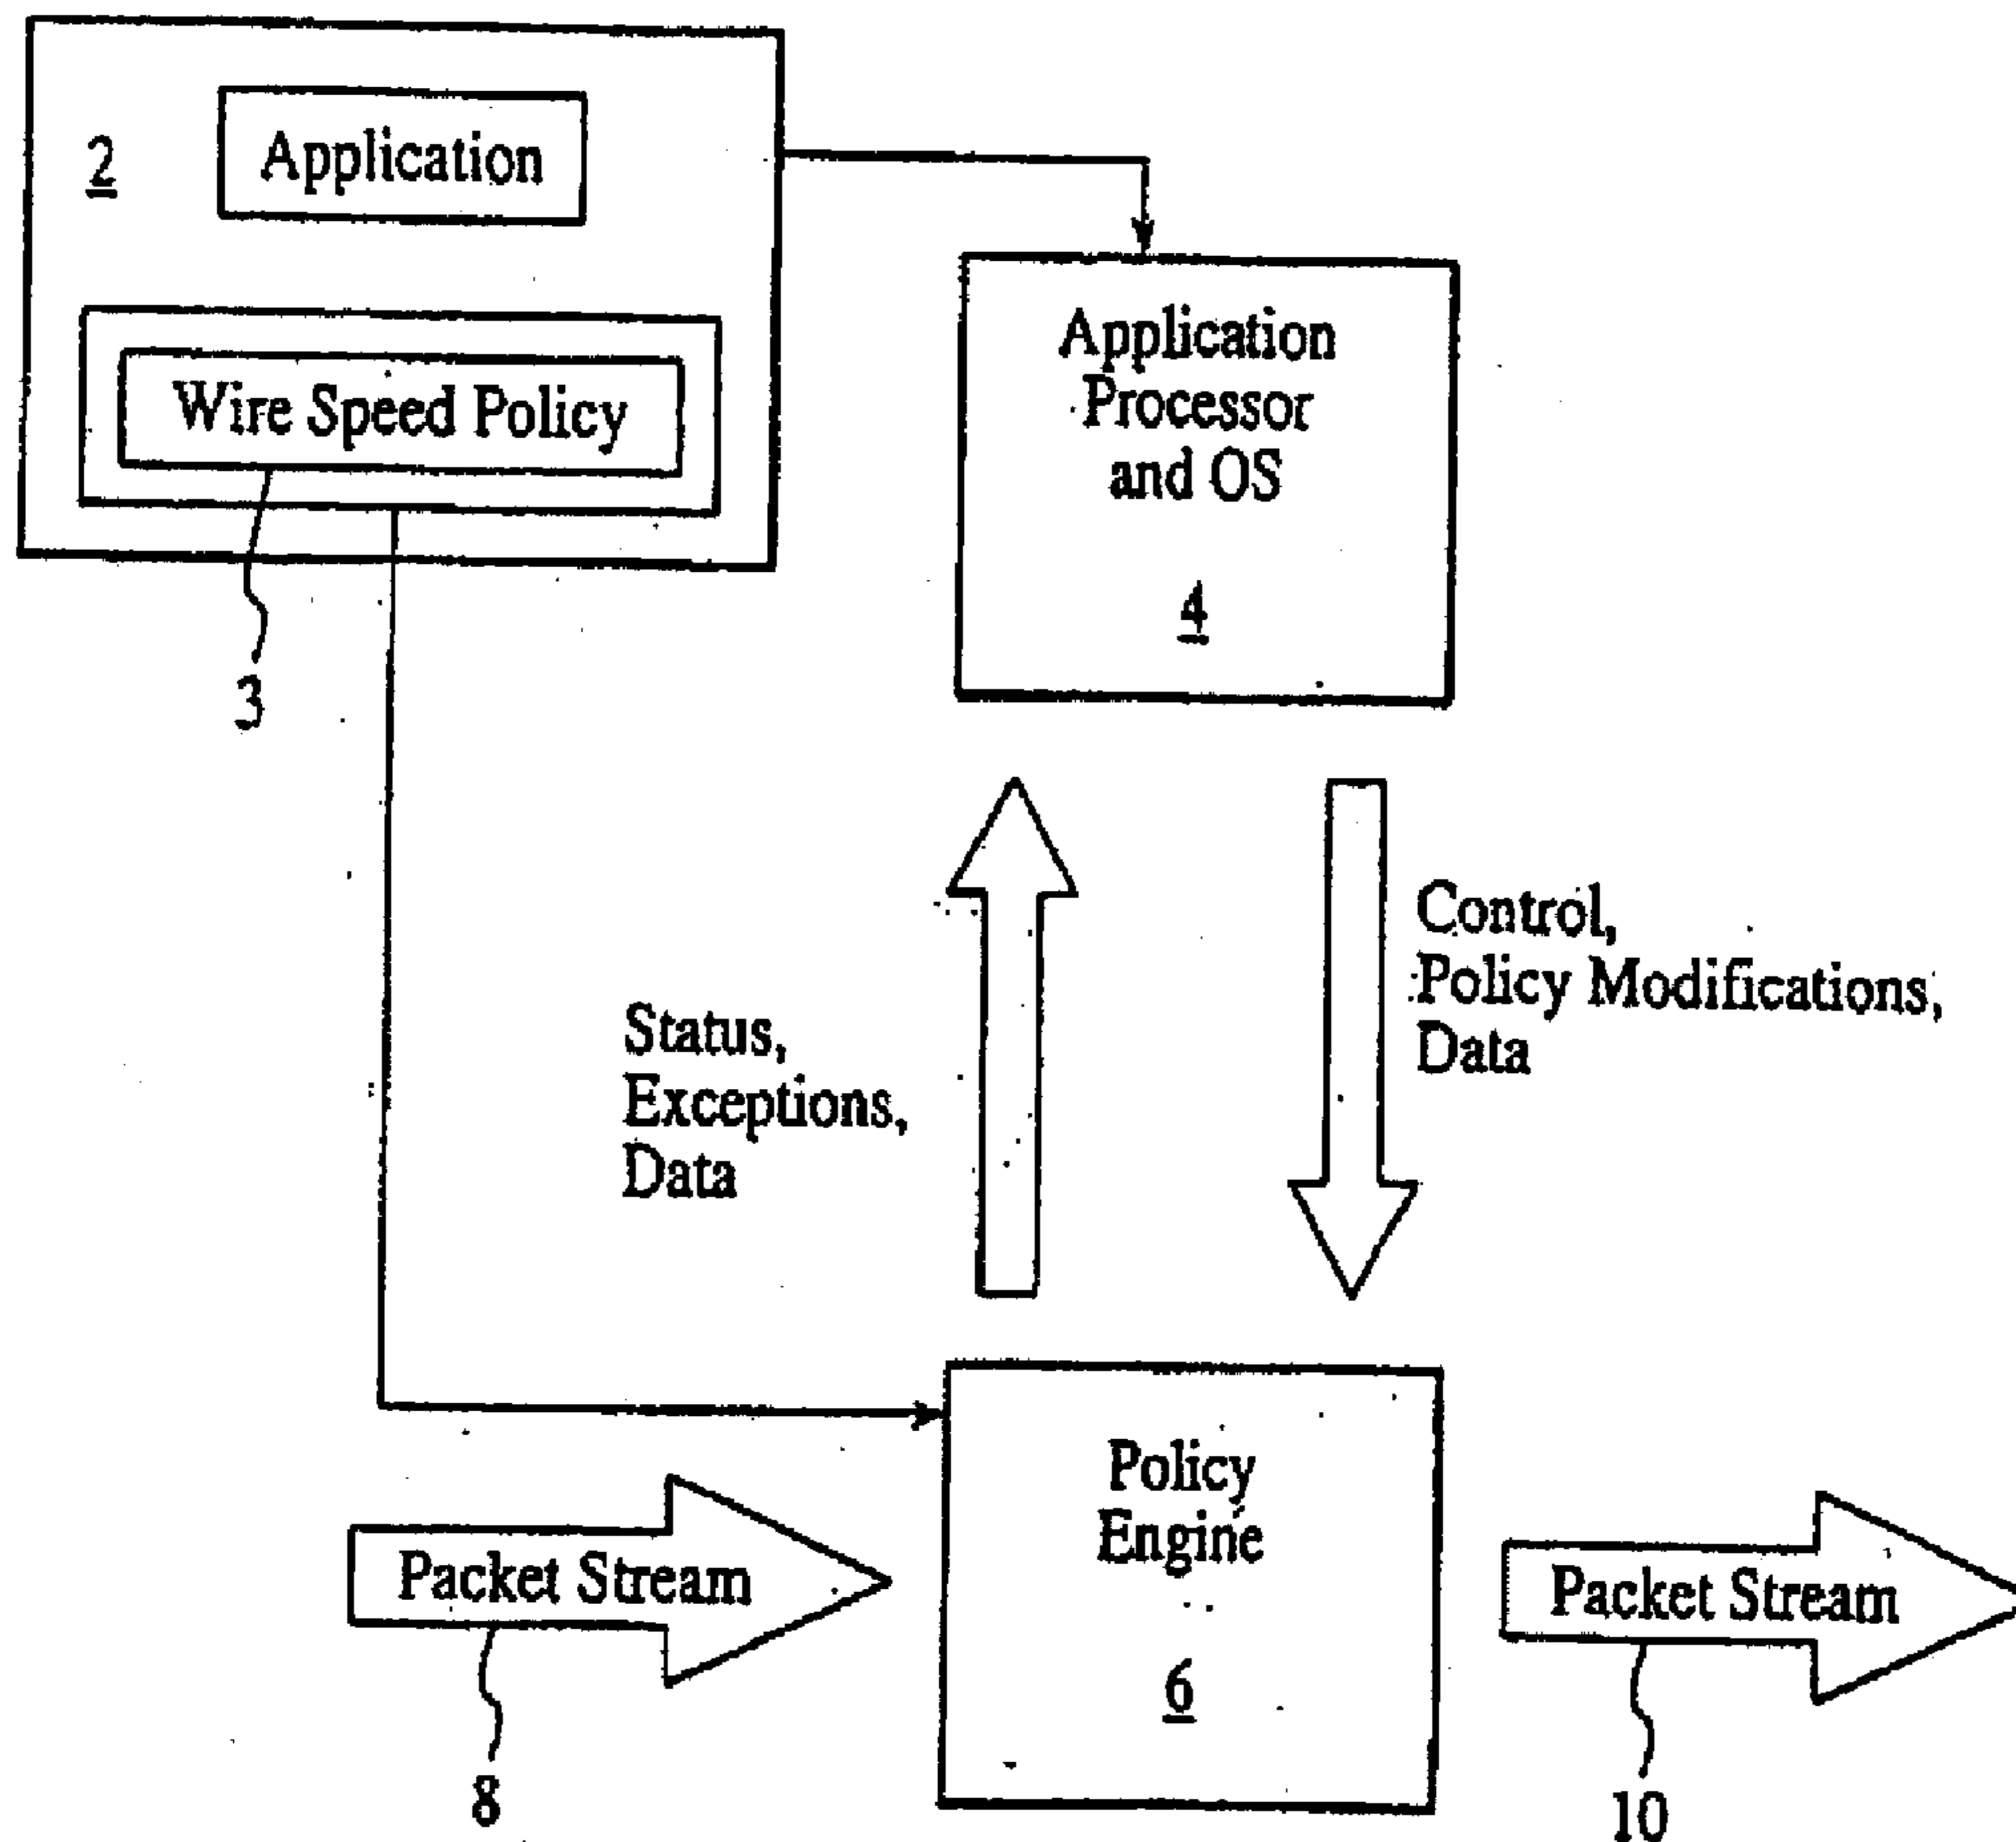 2
Application
Wire Speed Policy
3
Application
Processor
and OS
4
Status,
Exceptions,
Data
Control,
Policy Modifications,
Data
Policy
Engine
6
Packet Stream
8
Packet Stream
10